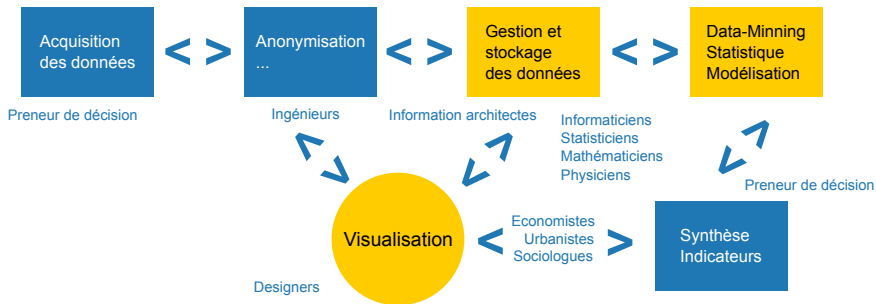 Acquisition
des données
Anonymisation
...
Gestion et
stockage
des données
Data-Minning
Statistique
Modélisation
Preneur de décision
Ingénieurs
Information architectes
Informaticiens
Statisticiens
Mathématiciens
Physiciens
Preneur de décision
Visualisation
Economistes
Urbanistes
Sociologues
Synthèse
Indicateurs
Designers